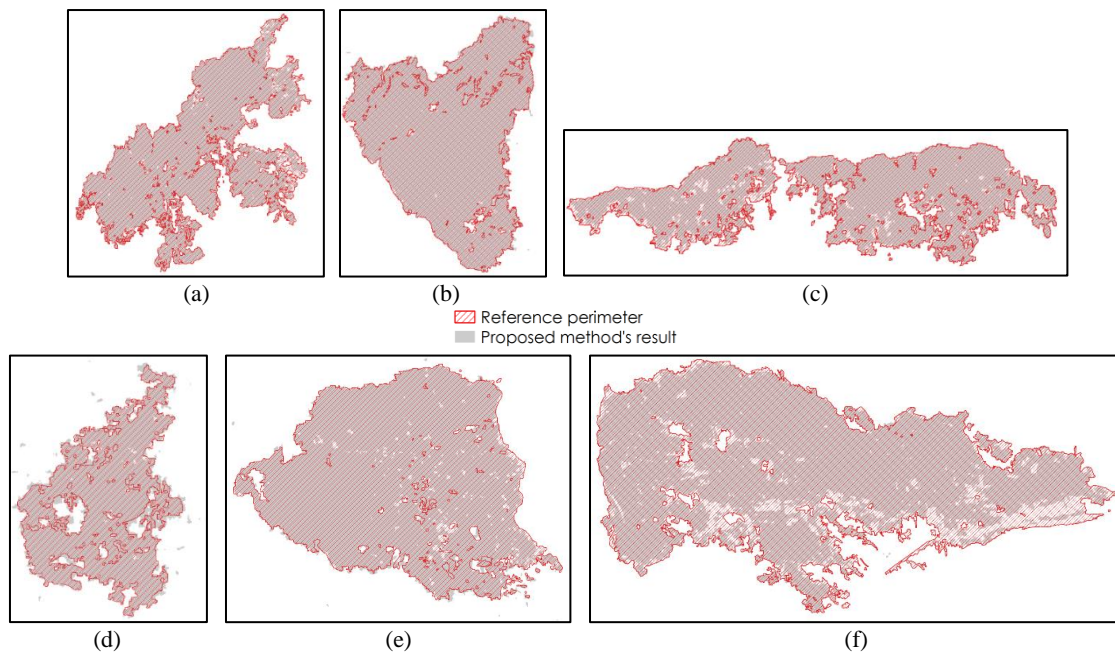 (a)
(b)
(c)
Reference perimeter
Proposed method's result
(d)
(e)
(f)